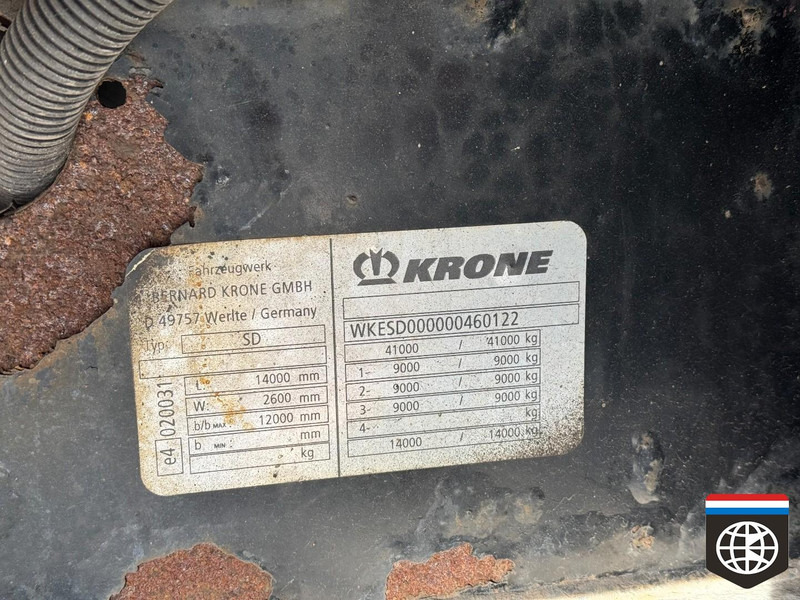 Fahrzeugwerk
BERNARD KRONE GMBH
D 49757 Werlte / Germany
Type SD
e4 020031
L: 14000 mm
W: 2600 mm
b/b MAX: 12000 mm
b MIN : mm
kg
KRONE
WKESD000000460122
41000 / 41000 kg
1- 9000 / 9000 kg
2- 9000 / 9000 kg
3- 9000 / 9000 kg
4- kg
14000 / 14000 kg